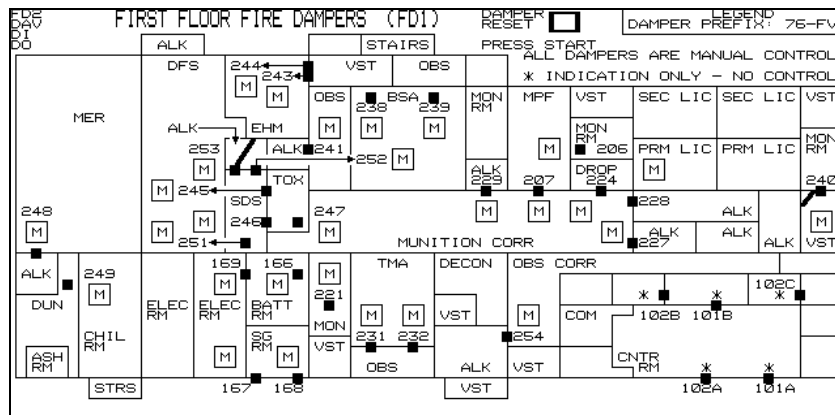 FD2 FIRST FLOOR FIRE DAMPERS (FD1) DAMPER RESET LEGEND
DAV DAMPER PREFIX: 76-FV
DI
DO ALK STAIRS PRESS START
ALL DAMPERS ARE MANUAL CONTROL
* INDICATION ONLY - NO CONTROL
DFS 244 VST OBS
243
M M
MER OBS BSA MON RM MPF VST SEC LIC SEC LIC VST
238 239
ALK EHM M M M MON RM 206 MON RM
253 ALK 241 252 M M PRM LIC PRM LIC
M TOX ALK DROP M
229 207 224 240
M 245
SDS 228
248 246 247 M M M ALK M
M M M M
251 MUNITION CORR 227 ALK ALK ALK VST
169 166 TMA DECON OBS CORR
ALK 249 M M 221 102C
M * * *
DUN ELEC RM ELEC RM BATT RM M M M VST M COM 102B 101B
MON
CHIL RM SG RM VST 231 232 254
ASH RM M M CNTR RM * *
OBS ALK VST
STRS 167 168 VST 102A 101A